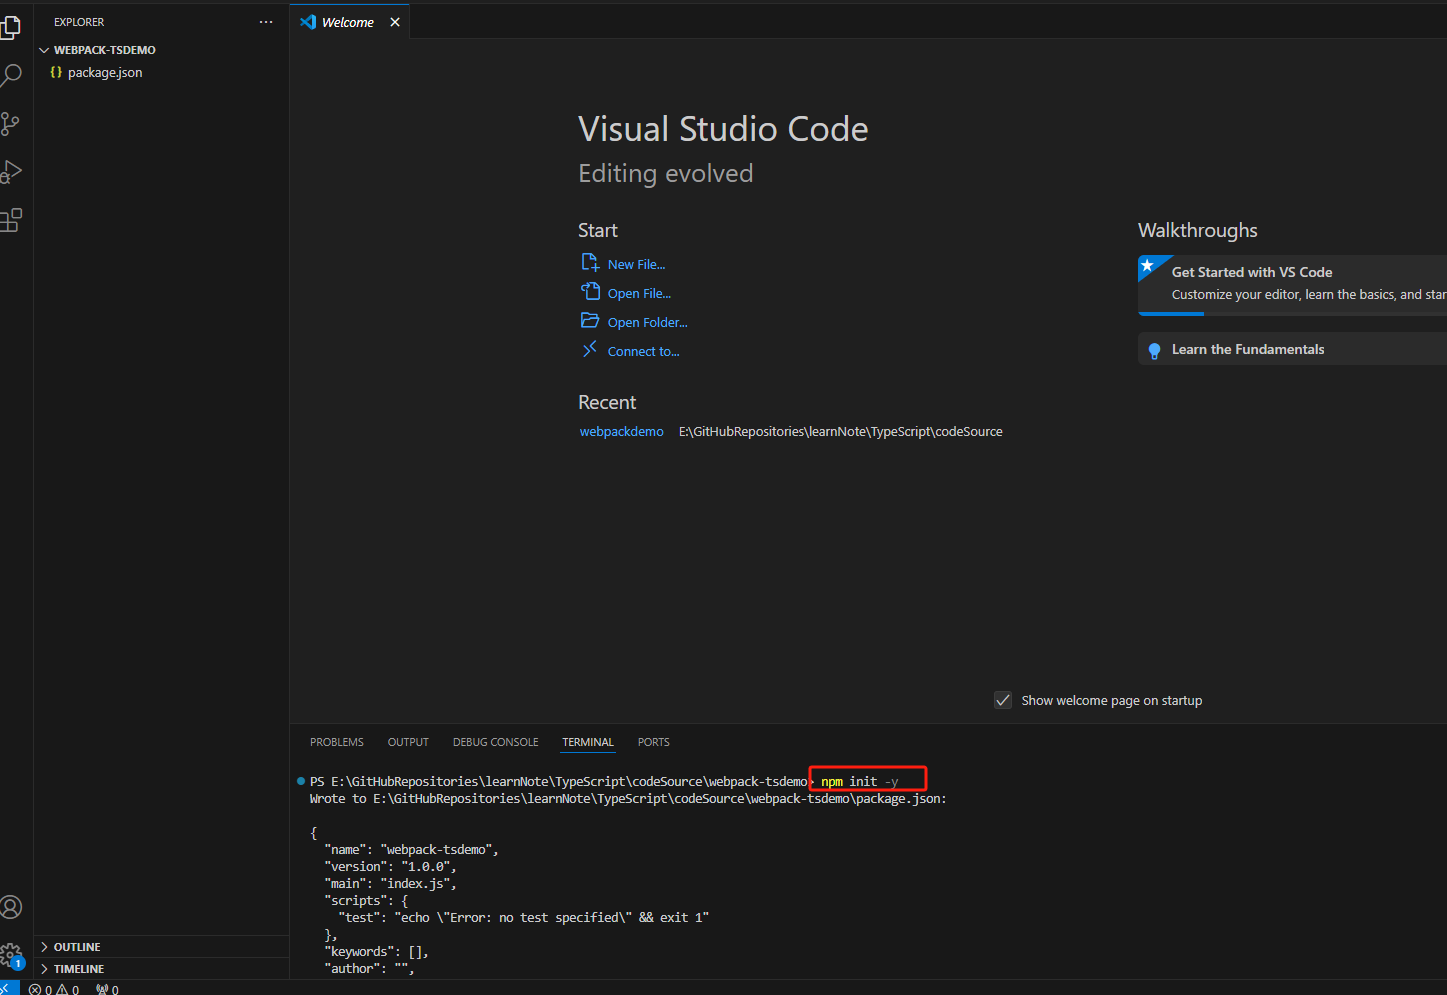 EXPLORER
···
WEBPACK-TSDEMO
{} package.json
Welcome
Visual Studio Code
Editing evolved
Start
New File...
Open File...
Open Folder...
Connect to...
Recent
webpackdemo E:\GitHubRepositories\learnNote\TypeScript\codeSource
Walkthroughs
Get Started with VS Code
Customize your editor, learn the basics, and star
Learn the Fundamentals
Show welcome page on startup
PROBLEMS OUTPUT DEBUG CONSOLE TERMINAL PORTS
PS E:\GitHubRepositories\learnNote\TypeScript\codeSource\webpack-tsdemo> npm init -y
Wrote to E:\GitHubRepositories\learnNote\TypeScript\codeSource\webpack-tsdemo\package.json:
{
"name": "webpack-tsdemo",
"version": "1.0.0",
"main": "index.js",
"scripts": {
"test": "echo \"Error: no test specified\" && exit 1"
},
"keywords": [],
"author": "",
OUTLINE
TIMELINE
1
0 0 0